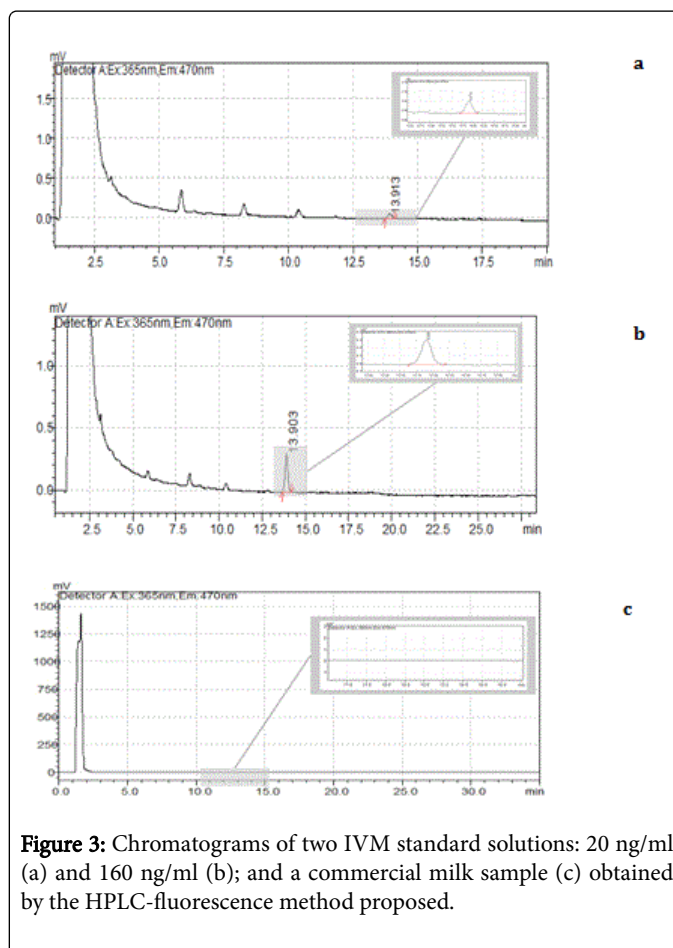 mV
Detector A:Ex:365nm,Em:470nm
a
1.5
1.0
0.5
0.0
13.913
2.5 5.0 7.5 10.0 12.5 15.0 17.5 min
mV
Detector A:Ex:365nm,Em:470nm
b
1.0
0.5
0.0
13.903
2.5 5.0 7.5 10.0 12.5 15.0 17.5 20.0 22.5 25.0 min
mV
Detector A:Ex:365nm,Em:470nm
c
1500
1250
1000
750
500
250
0
0.0 5.0 10.0 15.0 20.0 25.0 30.0 min
Figure 3: Chromatograms of two IVM standard solutions: 20 ng/ml
(a) and 160 ng/ml (b); and a commercial milk sample (c) obtained
by the HPLC-fluorescence method proposed.